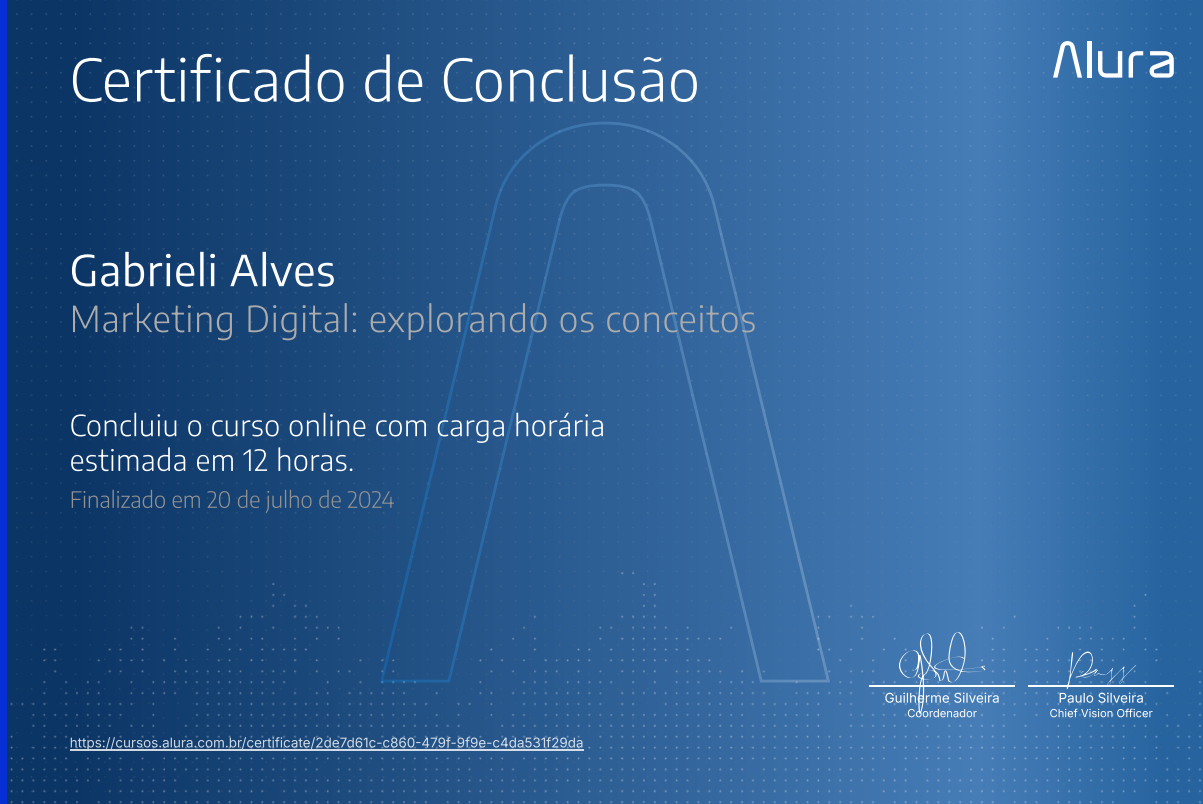 Certificado de Conclusão
Alura
Gabrieli Alves
Marketing Digital: explorando os conceitos
Concluiu o curso online com carga horária
estimada em 12 horas.
Finalizado em 20 de julho de 2024
Guilherme Silveira
Coordenador
Paulo Silveira
Chief Vision Officer
https://cursos.alura.com.br/certificate/2de7d61c-c860-479f-9f9e-c4da531f29da